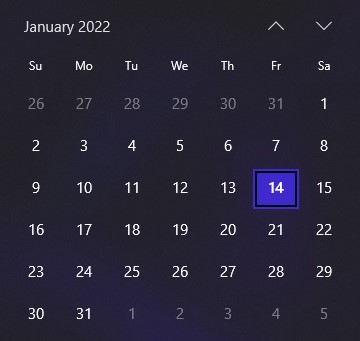 January 2022
Su Mo Tu We Th Fr Sa
26 27 28 29 30 31 1
2 3 4 5 6 7 8
9 10 11 12 13 14 15
16 17 18 19 20 21 22
23 24 25 26 27 28 29
30 31 1 2 3 4 5